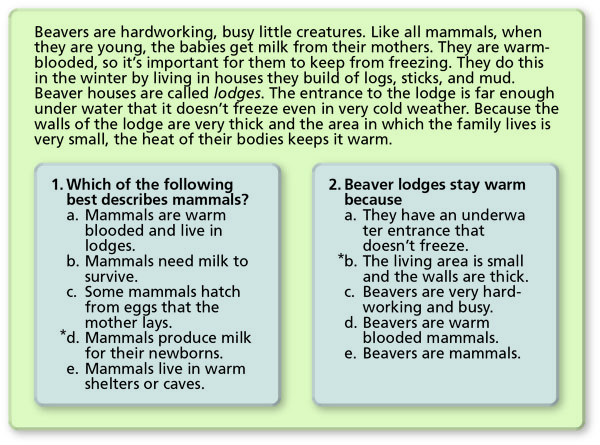 Beavers are hardworking, busy little creatures. Like all mammals, when
they are young, the babies get milk from their mothers. They are warm-
blooded, so it's important for them to keep from freezing. They do this
in the winter by living in houses they build of logs, sticks, and mud.
Beaver houses are called lodges. The entrance to the lodge is far enough
under water that it doesn't freeze even in very cold weather. Because the
walls of the lodge are very thick and the area in which the family lives is
very small, the heat of their bodies keeps it warm.
1. Which of the following
best describes mammals?
a. Mammals are warm
blooded and live in
lodges.
b. Mammals need milk to
survive.
c. Some mammals hatch
from eggs that the
mother lays.
*d. Mammals produce milk
for their newborns.
e. Mammals live in warm
shelters or caves.
2. Beaver lodges stay warm
because
a. They have an underwa
ter entrance that
doesn't freeze.
*b. The living area is small
and the walls are thick.
c. Beavers are very hard-
working and busy.
d. Beavers are warm
blooded mammals.
e. Beavers are mammals.